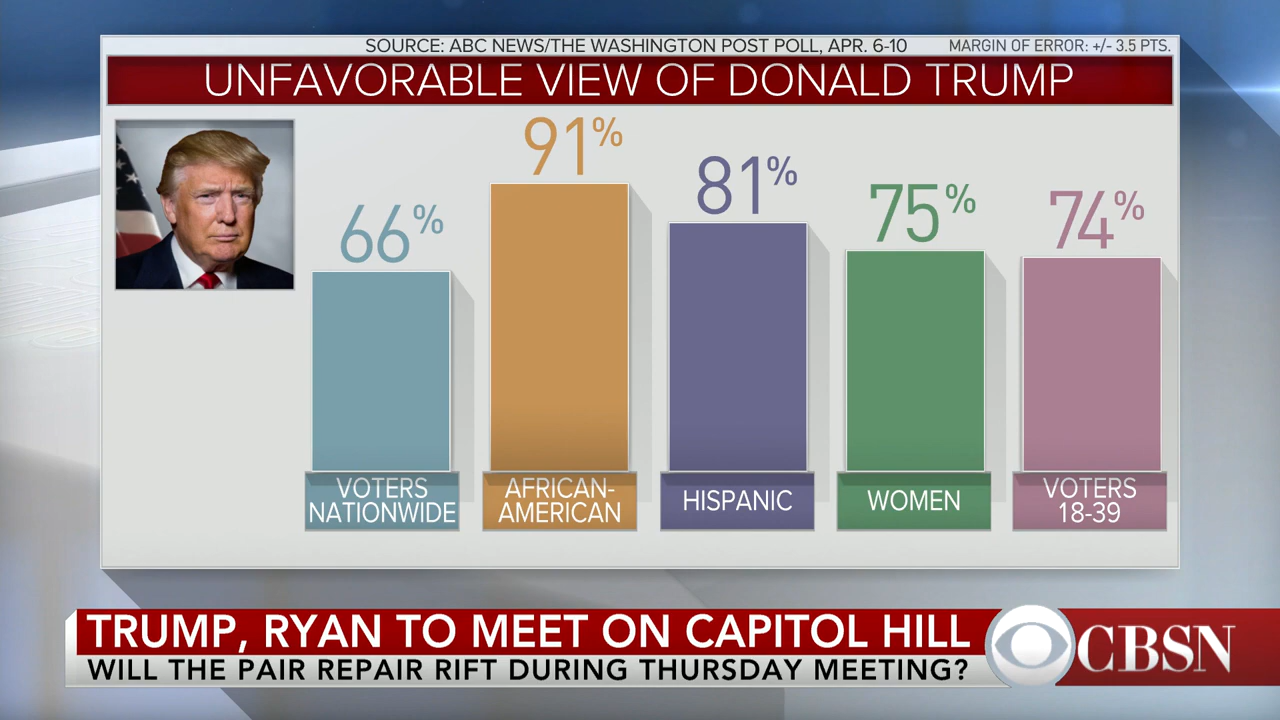 SOURCE: ABC NEWS/THE WASHINGTON POST POLL, APR. 6-10
MARGIN OF ERROR: +/- 3.5 PTS.
UNFAVORABLE VIEW OF DONALD TRUMP
66%
91%
81%
75%
74%
VOTERS
NATIONWIDE
AFRICAN-
AMERICAN
HISPANIC
WOMEN
VOTERS
18-39
TRUMP, RYAN TO MEET ON CAPITOL HILL
WILL THE PAIR REPAIR RIFT DURING THURSDAY MEETING?
CBSN